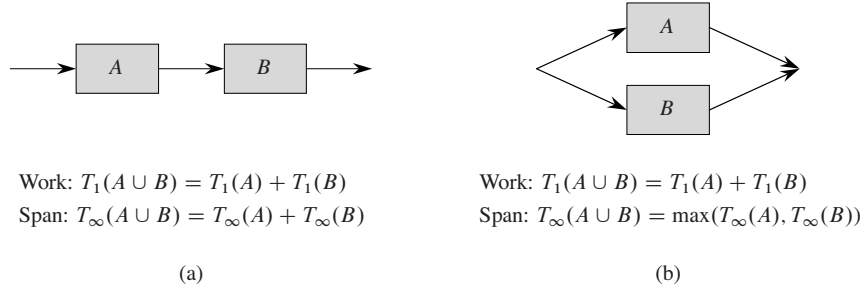 A
B
Work: T₁(A ∪ B) = T₁(A) + T₁(B)
Span: T∞(A ∪ B) = T∞(A) + T∞(B)
(a)
A
B
Work: T₁(A ∪ B) = T₁(A) + T₁(B)
Span: T∞(A ∪ B) = max(T∞(A), T∞(B))
(b)